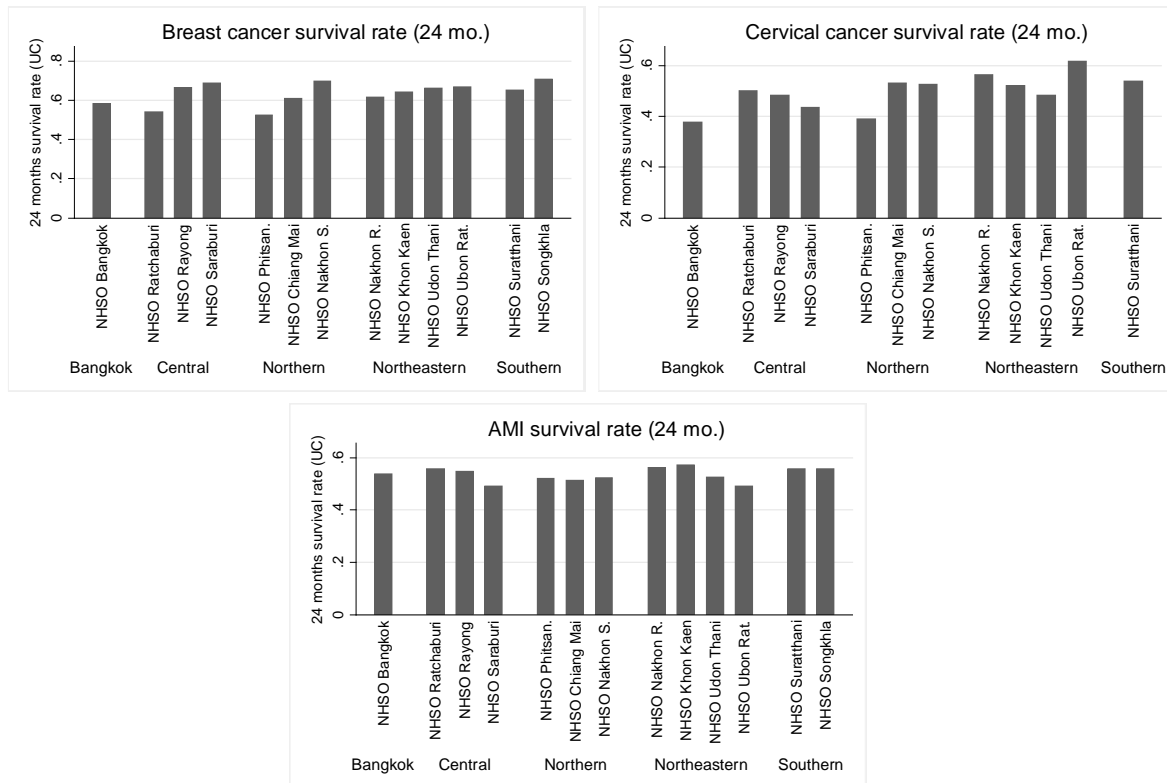 Breast cancer survival rate (24 mo.)
24 months survival rate (UC)
.8
.6
.4
.2
0
NHSO Bangkok
NHSO Ratchaburi
NHSO Rayong
NHSO Saraburi
NHSO Phitsan.
NHSO Chiang Mai
NHSO Nakhon S.
NHSO Nakhon R.
NHSO Khon Kaen
NHSO Udon Thani
NHSO Ubon Rat.
NHSO Suratthani
NHSO Songkhla
Bangkok Central Northern Northeastern Southern
Cervical cancer survival rate (24 mo.)
24 months survival rate (UC)
.6
.4
.2
0
NHSO Bangkok
NHSO Ratchaburi
NHSO Rayong
NHSO Saraburi
NHSO Phitsan.
NHSO Chiang Mai
NHSO Nakhon S.
NHSO Nakhon R.
NHSO Khon Kaen
NHSO Udon Thani
NHSO Ubon Rat.
NHSO Suratthani
Bangkok Central Northern Northeastern Southern
AMI survival rate (24 mo.)
24 months survival rate (UC)
.6
.4
.2
0
NHSO Bangkok
NHSO Ratchaburi
NHSO Rayong
NHSO Saraburi
NHSO Phitsan.
NHSO Chiang Mai
NHSO Nakhon S.
NHSO Nakhon R.
NHSO Khon Kaen
NHSO Udon Thani
NHSO Ubon Rat.
NHSO Suratthani
NHSO Songkhla
Bangkok Central Northern Northeastern Southern